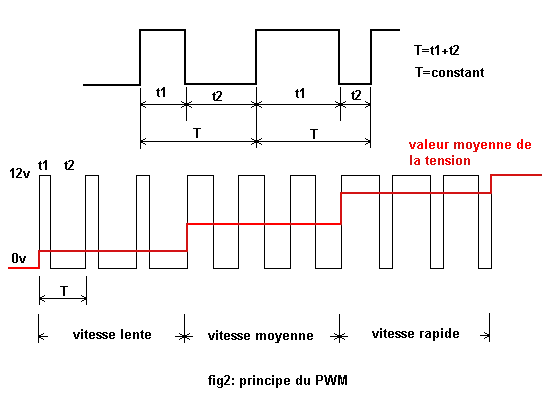 T=t1+t2
T=constant
t1 t2 t1 t2
T T
valeur moyenne de
la tension
t1 t2
12v
0v
T
vitesse lente vitesse moyenne vitesse rapide
fig2: principe du PWM